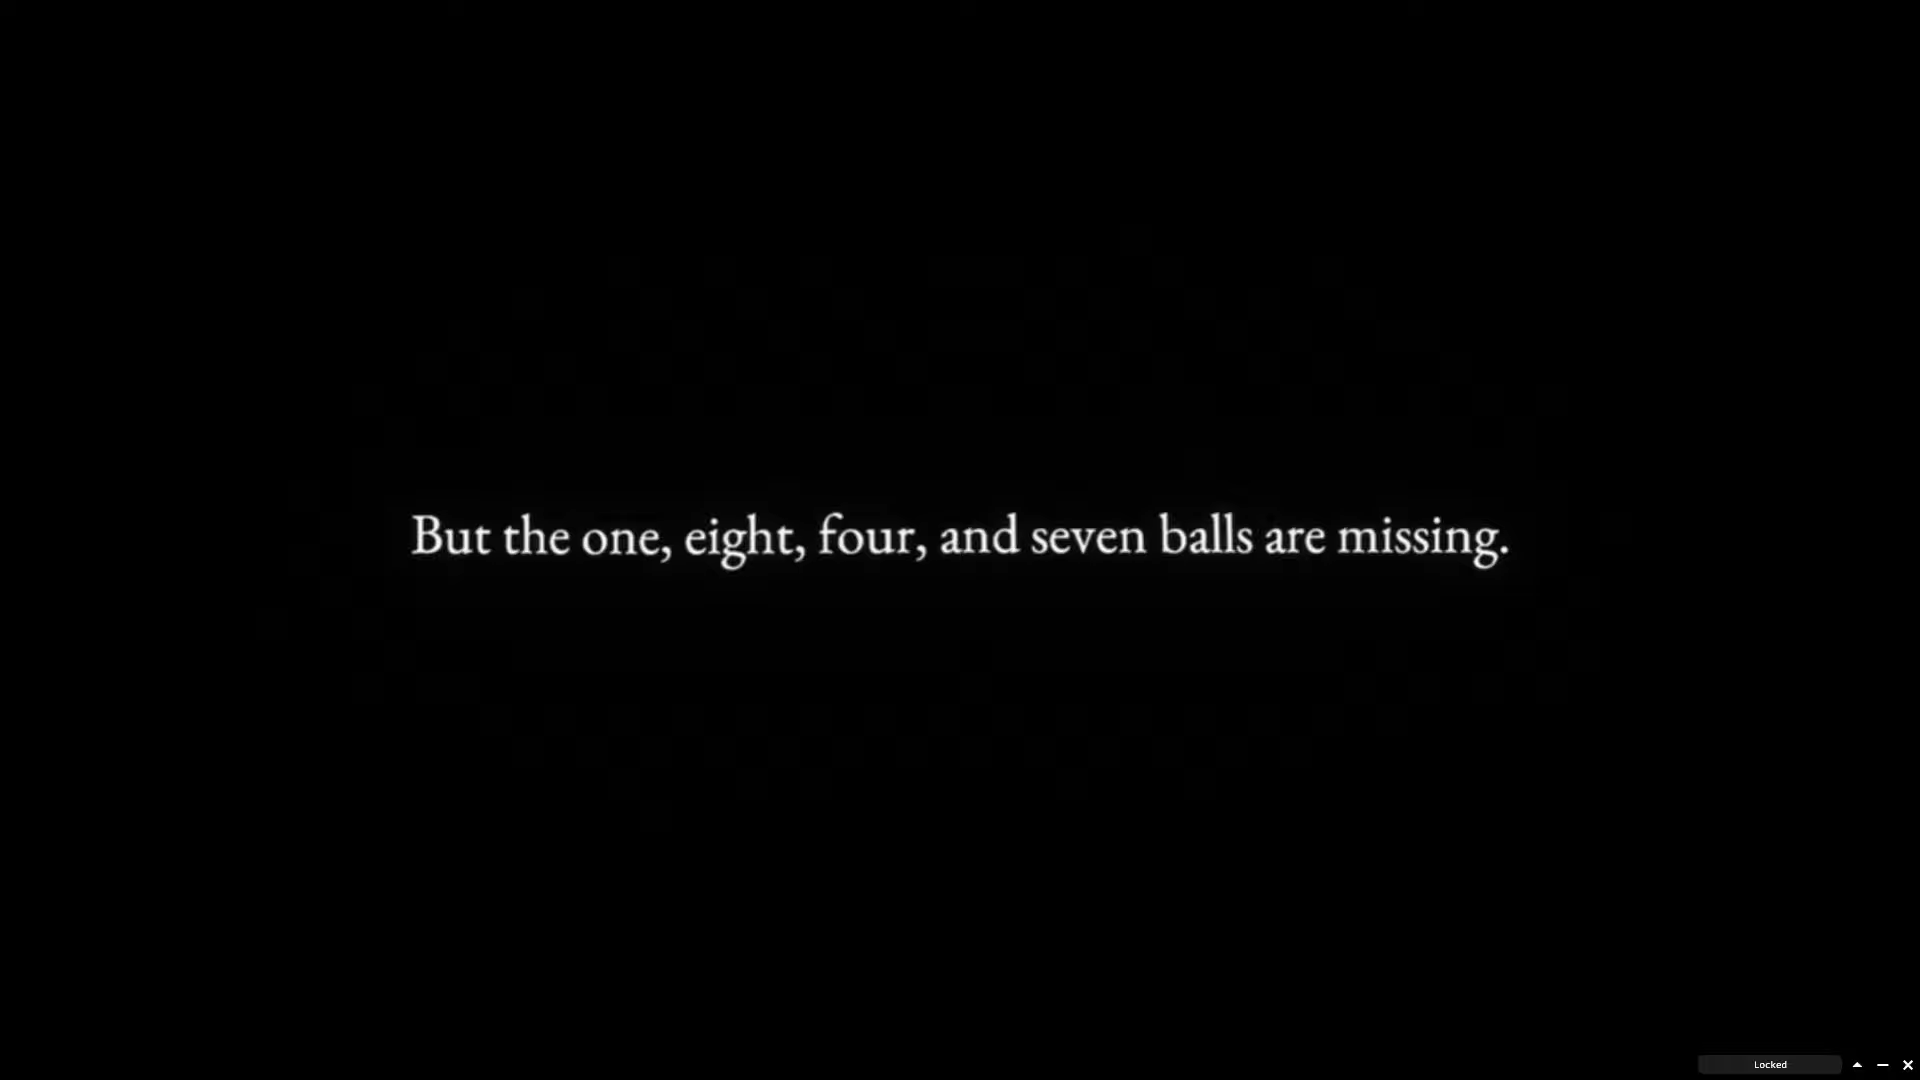 But the one, eight, four, and seven balls are missing.
Locked